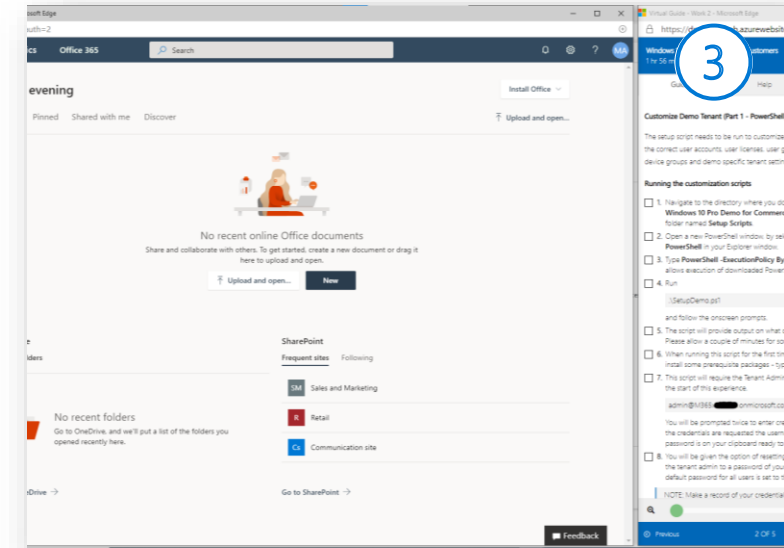 osoft Edge
uth=2
cs Office 365 Search ? MA
evening
Install Office
Pinned Shared with me Discover
Upload and open...
No recent online Office documents
Share and collaborate with others. To get started, create a new document or drag it
here to upload and open.
Upload and open... New
SharePoint
ders Frequent sites Following
SM Sales and Marketing
No recent folders
Go to OneDrive, and we'll put a list of the folders you
opened recently here.
R Retail
Cs Communication site
Drive → Go to SharePoint →
Feedback
Virtual Guide - Work 2 - Microsoft Edge
https://de h.azurewebsit
Windows ustomers
1 hr 56 m
3
Gui Help
Customize Demo Tenant (Part 1 - PowerShell
The setup script needs to be run to customize
the correct user accounts, user licenses, user g
device groups and demo specific tenant settin
Running the customization scripts
1. Navigate to the directory where you do
Windows 10 Pro Demo for Commerc
folder named Setup Scripts.
2. Open a new PowerShell window, by sel
PowerShell in your Explorer window.
3. Type PowerShell -ExecutionPolicy By
allows execution of downloaded Power
4. Run
.\SetupDemo.ps1
and follow the onscreen prompts.
5. The script will provide output on what
Please allow a couple of minutes for so
6. When running this script for the first tim
install some prerequisite packages - typ
7. This script will require the Tenant Admin
the start of this experience.
admin@M365 onmicrosoft.co
You will be prompted twice to enter cre
the credentials are requested the usern
password is on your clipboard ready to
8. You will be given the option of resetting
the tenant admin to a password of you
default password for all users is set to t
NOTE: Make a record of your credential
Previous 2 OF 5